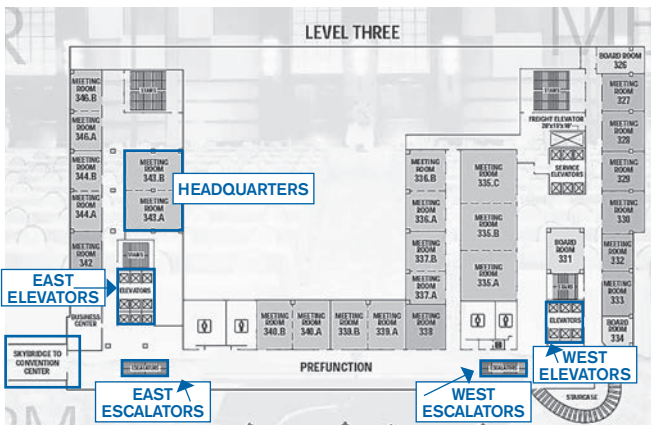 LEVEL THREE
BOARD ROOM
326
MEETING
ROOM
346.B
STAIRS
STAIRS
MEETING
ROOM
327
MEETING
ROOM
346.A
FREIGHT ELEVATOR
MEETING
ROOM
328
MEETING
ROOM
344.B
MEETING
ROOM
343.B
HEADQUARTERS
MEETING
ROOM
336.B
MEETING
ROOM
335.C
SERVICE
ELEVATORS
MEETING
ROOM
329
MEETING
ROOM
344.A
MEETING
ROOM
343.A
MEETING
ROOM
336.A
MEETING
ROOM
335.B
MEETING
ROOM
330
MEETING
ROOM
342
STAIRS
MEETING
ROOM
337.B
BOARD
ROOM
331
MEETING
ROOM
332
EAST
ELEVATORS
ELEVATORS
MEETING
ROOM
337.A
MEETING
ROOM
335.A
STAIRS
MEETING
ROOM
333
BUSINESS
CENTER
MEETING
ROOM
340.B
MEETING
ROOM
340.A
MEETING
ROOM
339.B
MEETING
ROOM
339.A
MEETING
ROOM
338
ELEVATORS
BOARD
ROOM
334
SKYBRIDGE TO
CONVENTION
CENTER
ESCALATORS
PREFUNCTION
ESCALATORS
WEST
ELEVATORS
EAST
ESCALATORS
WEST
ESCALATORS
STAIRCASE